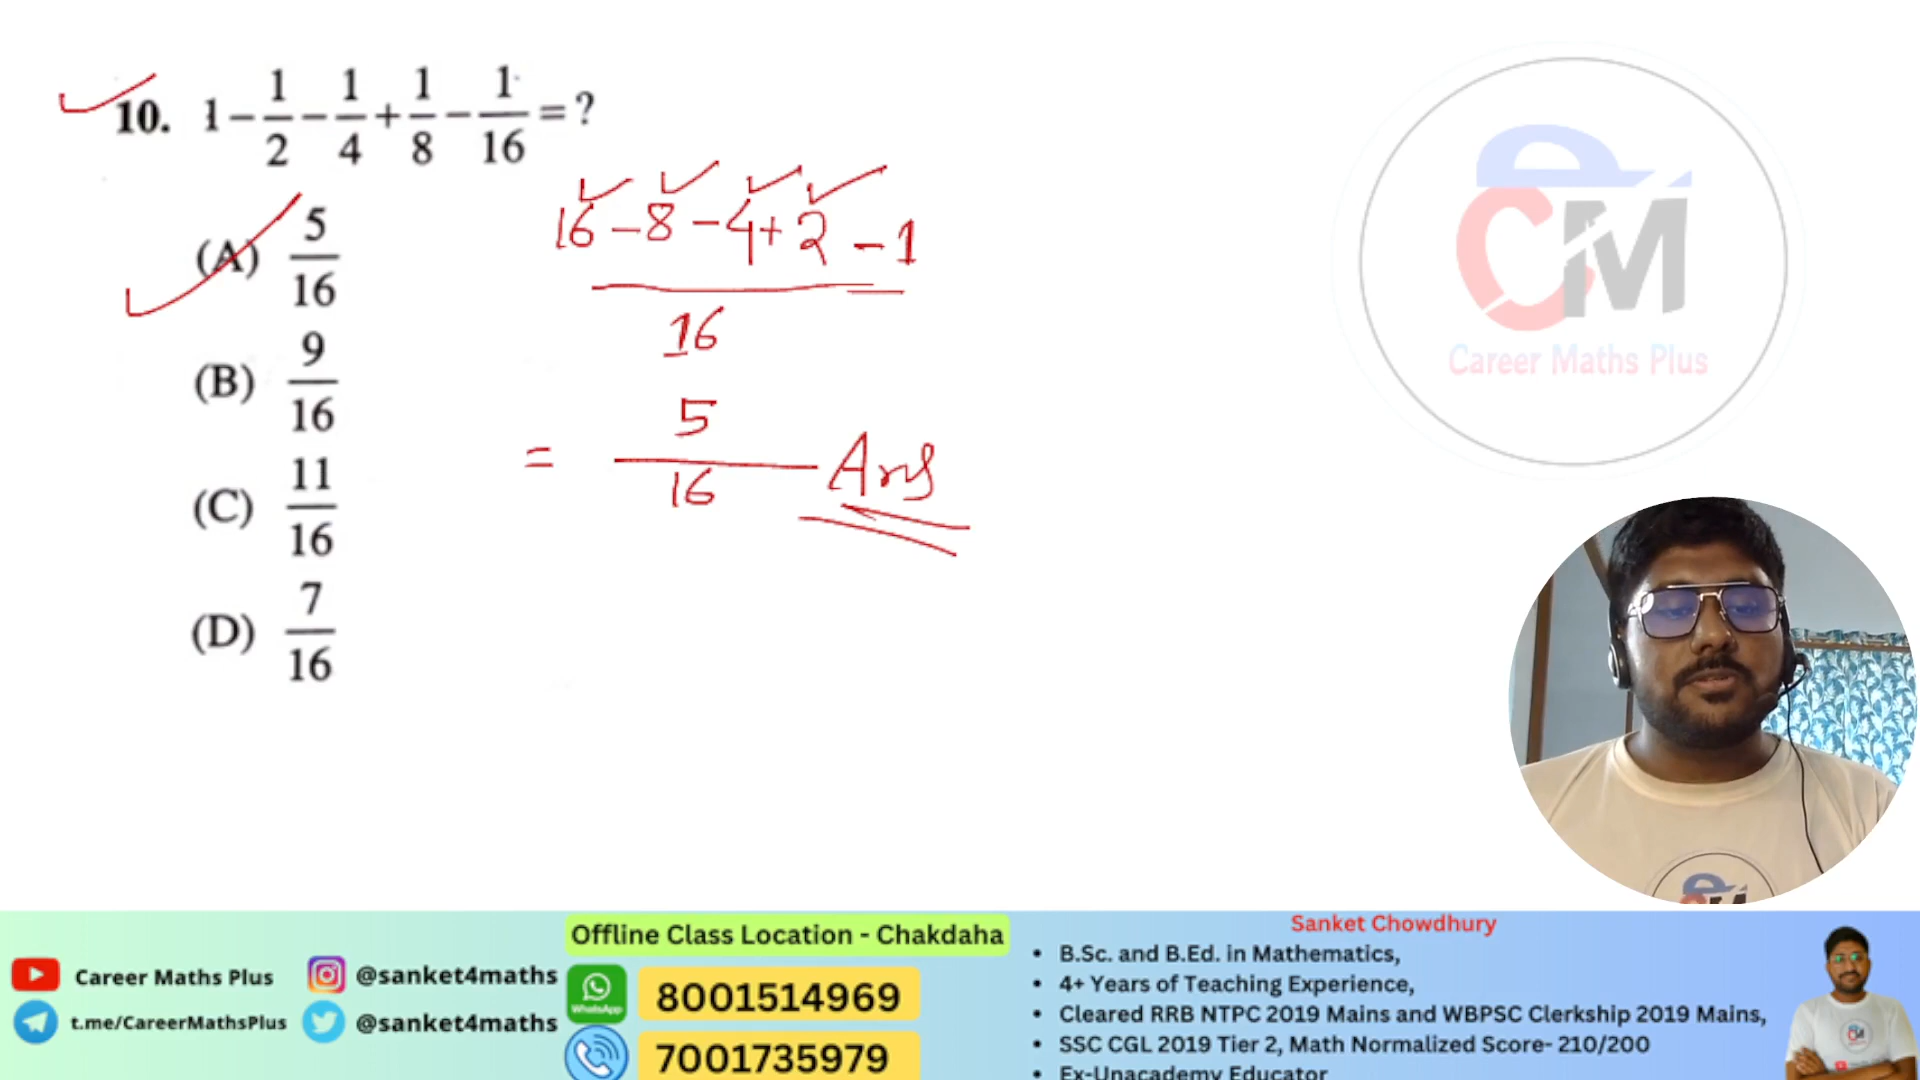 10. 1 - 1/2 - 1/4 + 1/8 - 1/16 = ?
(A) 5/16
(B) 9/16
(C) 11/16
(D) 7/16
16 - 8 - 4 + 2 - 1
16
= 5/16 Ans
CM
Career Maths Plus
Career Maths Plus
@sanket4maths
t.me/CareerMathsPlus
@sanket4maths
Offline Class Location - Chakdaha
WhatsApp
8001514969
7001735979
Sanket Chowdhury
• B.Sc. and B.Ed. in Mathematics,
• 4+ Years of Teaching Experience,
• Cleared RRB NTPC 2019 Mains and WBPSC Clerkship 2019 Mains,
• SSC CGL 2019 Tier 2, Math Normalized Score- 210/200
• Ex-Unacademy Educator